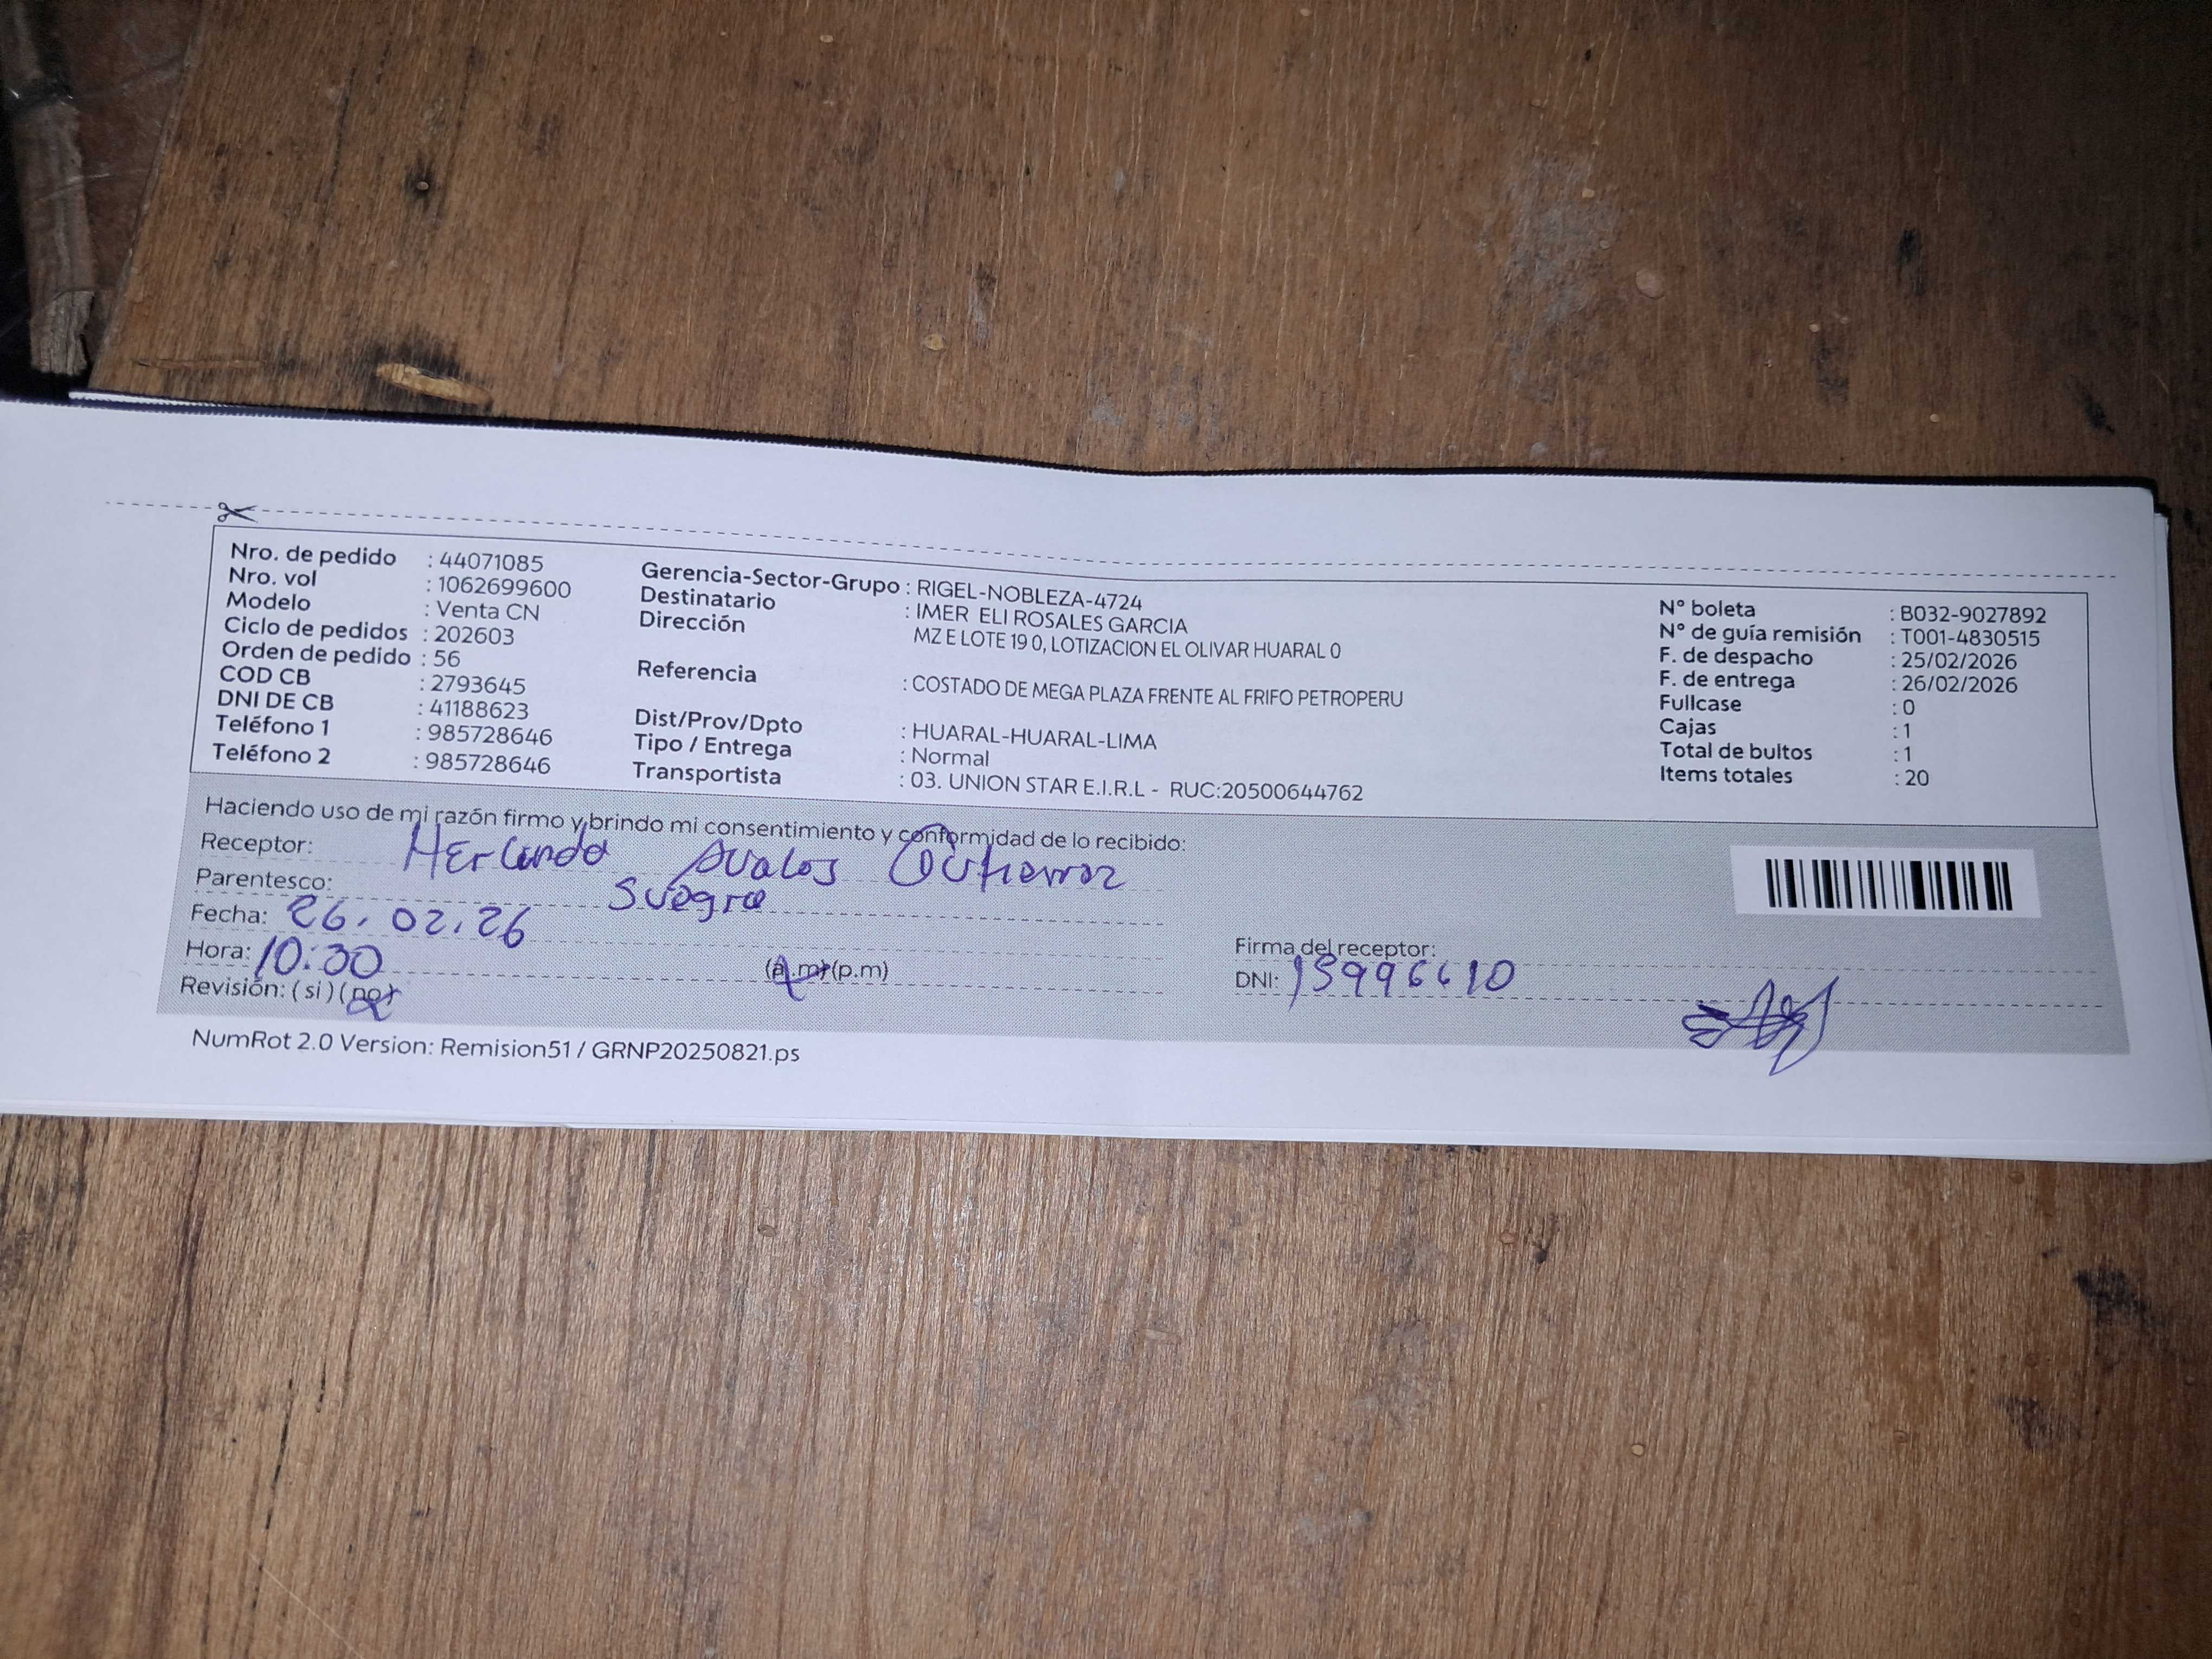 Nro. de pedido : 44071085
Nro. vol : 1062699600
Modelo : Venta CN
Ciclo de pedidos : 202603
Orden de pedido : 56
COD CB : 2793645
DNI DE CB : 41188623
Teléfono 1 : 985728646
Teléfono 2 : 985728646
Gerencia-Sector-Grupo : RIGEL-NOBLEZA-4724
Destinatario : IMER ELI ROSALES GARCIA
Dirección MZ E LOTE 19 0, LOTIZACION EL OLIVAR HUARAL 0
Referencia : COSTADO DE MEGA PLAZA FRENTE AL FRIFO PETROPERU
Dist/Prov/Dpto : HUARAL-HUARAL-LIMA
Tipo / Entrega : Normal
Transportista : 03. UNION STAR E.I.R.L - RUC:20500644762
N° boleta : B032-9027892
N° de guía remisión : T001-4830515
F. de despacho : 25/02/2026
F. de entrega : 26/02/2026
Fullcase : 0
Cajas : 1
Total de bultos : 1
Items totales : 20
Haciendo uso de mi razón firmo y brindo mi consentimiento y conformidad de lo recibido:
Receptor: Avalos Gutierrez
Parentesco: Suegra
Fecha: 26.02.26
Hora: 10:30 (a.m) (p.m)
Revisión: ( si ) ( no )
Firma del receptor:
DNI:
NumRot 2.0 Version: Remision51 / GRNP20250821.ps